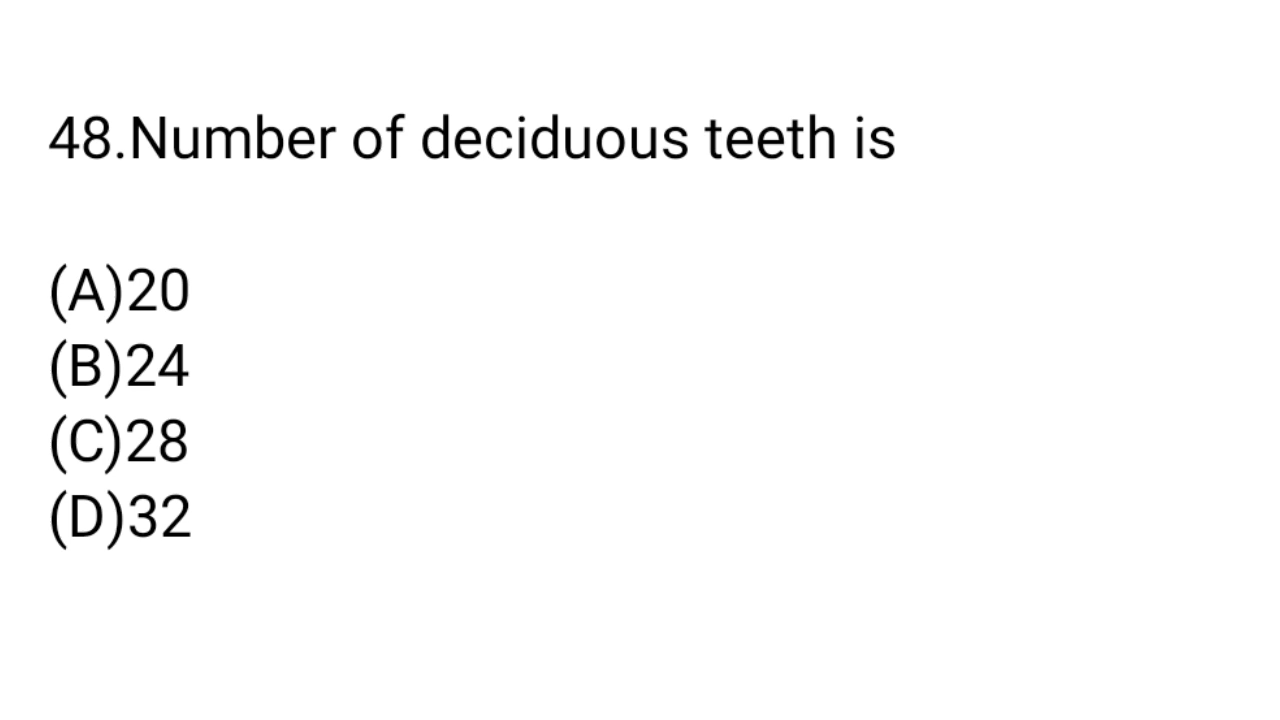 48.Number of deciduous teeth is
(A)20
(B)24
(C)28
(D)32